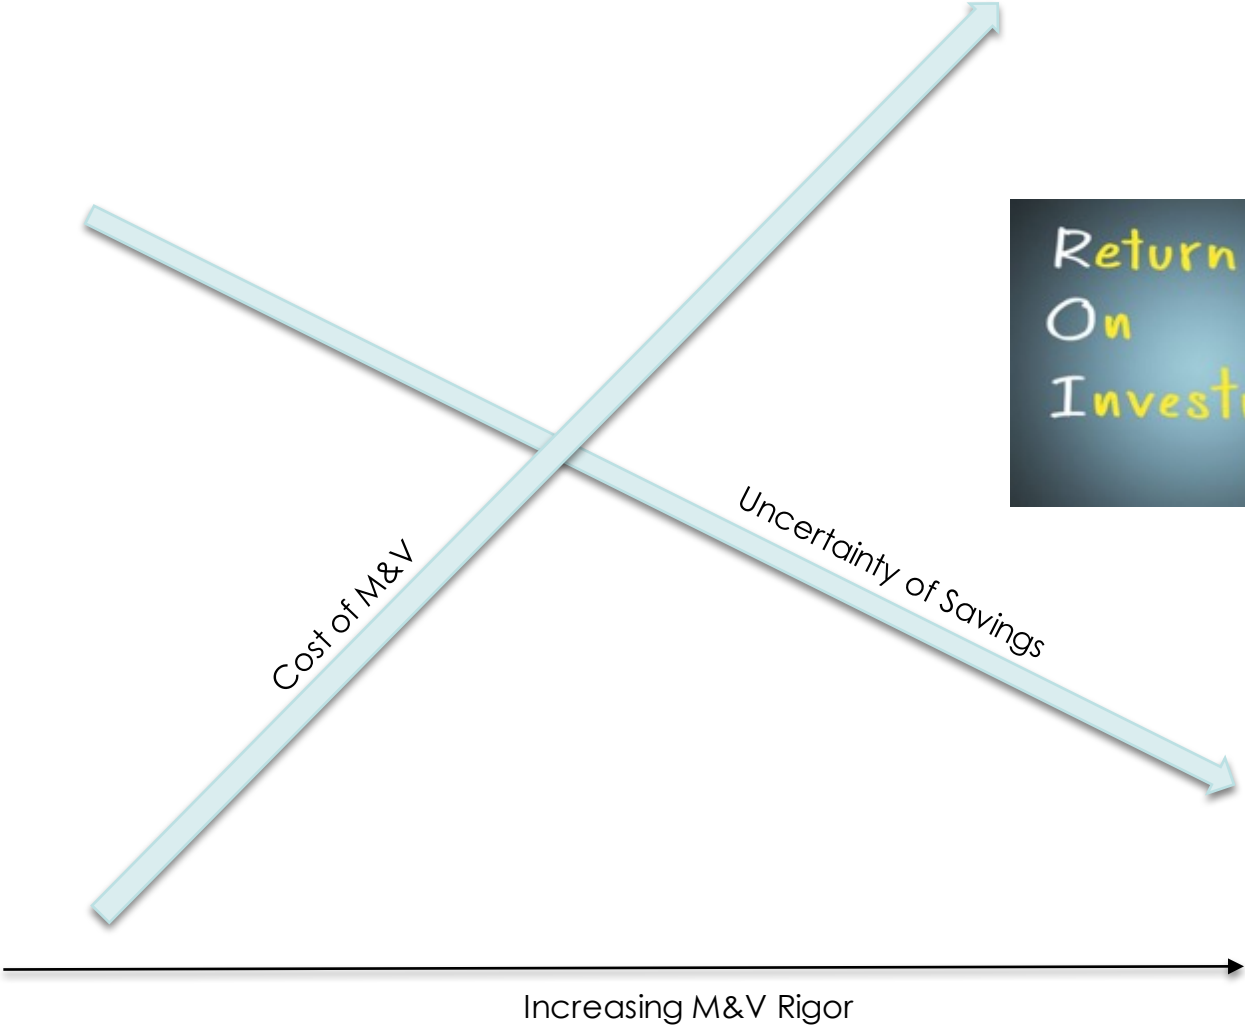 Return
On
Cost of M&V
Uncertainty of Savings
Increasing M&V Rigor